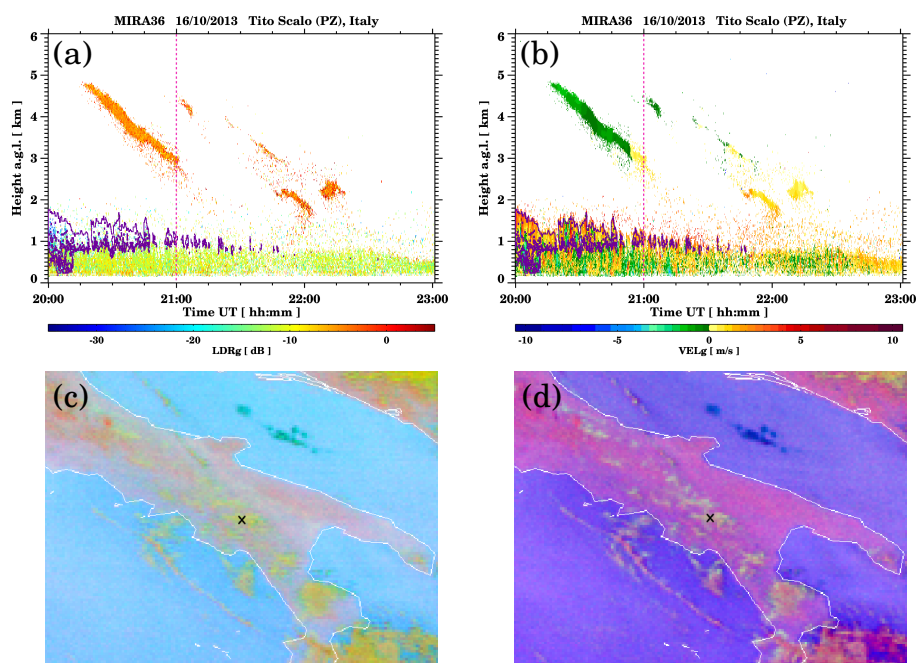 MIRA36 16/10/2013 Tito Scalo (PZ), Italy
(a)
Height a.g.l. [ km ]
6
5
4
3
2
1
0
20:00 21:00 22:00 23:00
Time UT [ hh:mm ]
-30 -20 -10 0
LDRg [ dB ]
MIRA36 16/10/2013 Tito Scalo (PZ), Italy
(b)
Height a.g.l. [ km ]
6
5
4
3
2
1
0
20:00 21:00 22:00 23:00
Time UT [ hh:mm ]
-10 -5 0 5 10
VELg [ m/s ]
(c)
x
(d)
x